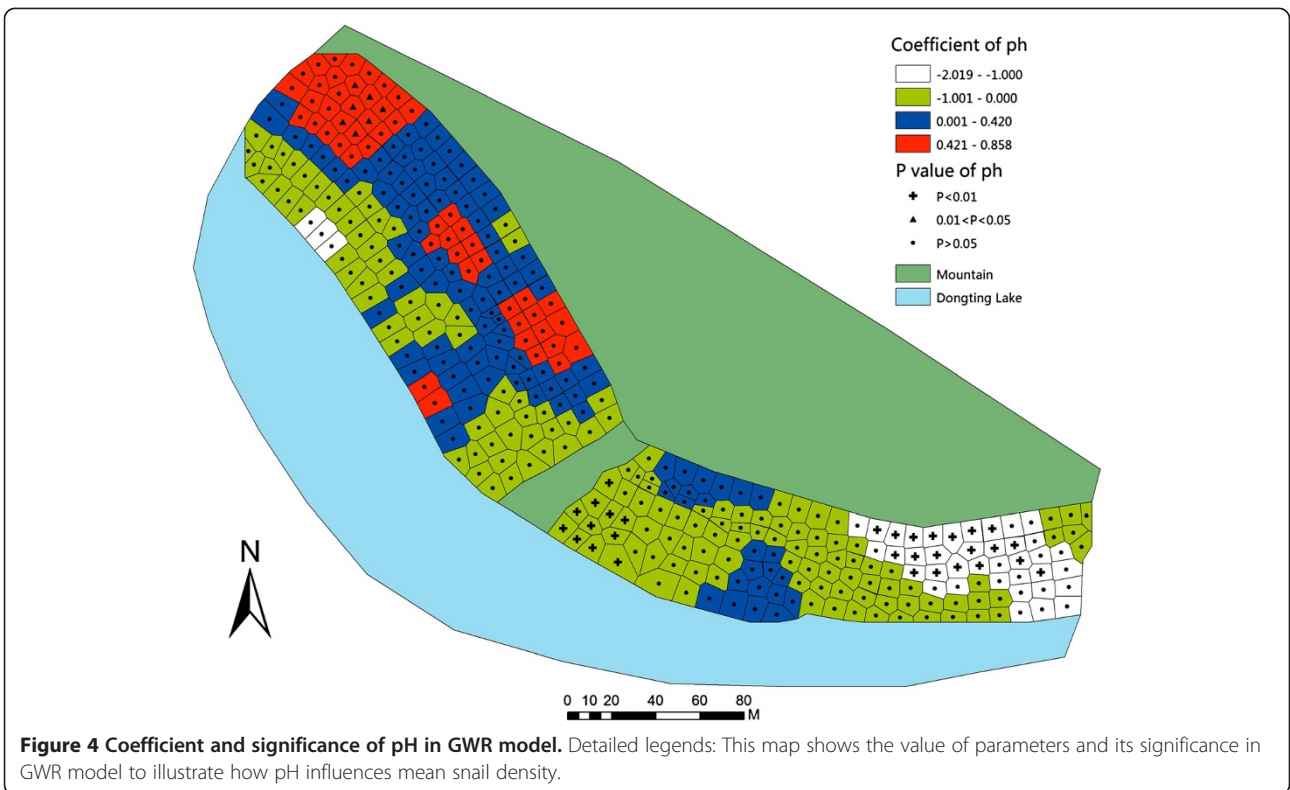 Coefficient of ph
-2.019 - -1.000
-1.001 - 0.000
0.001 - 0.420
0.421 - 0.858
P value of ph
P<0.01
0.01<P<0.05
P>0.05
Mountain
Dongting Lake
N
0 10 20 40 60 80
M
Figure 4 Coefficient and significance of pH in GWR model. Detailed legends: This map shows the value of parameters and its significance in
GWR model to illustrate how pH influences mean snail density.